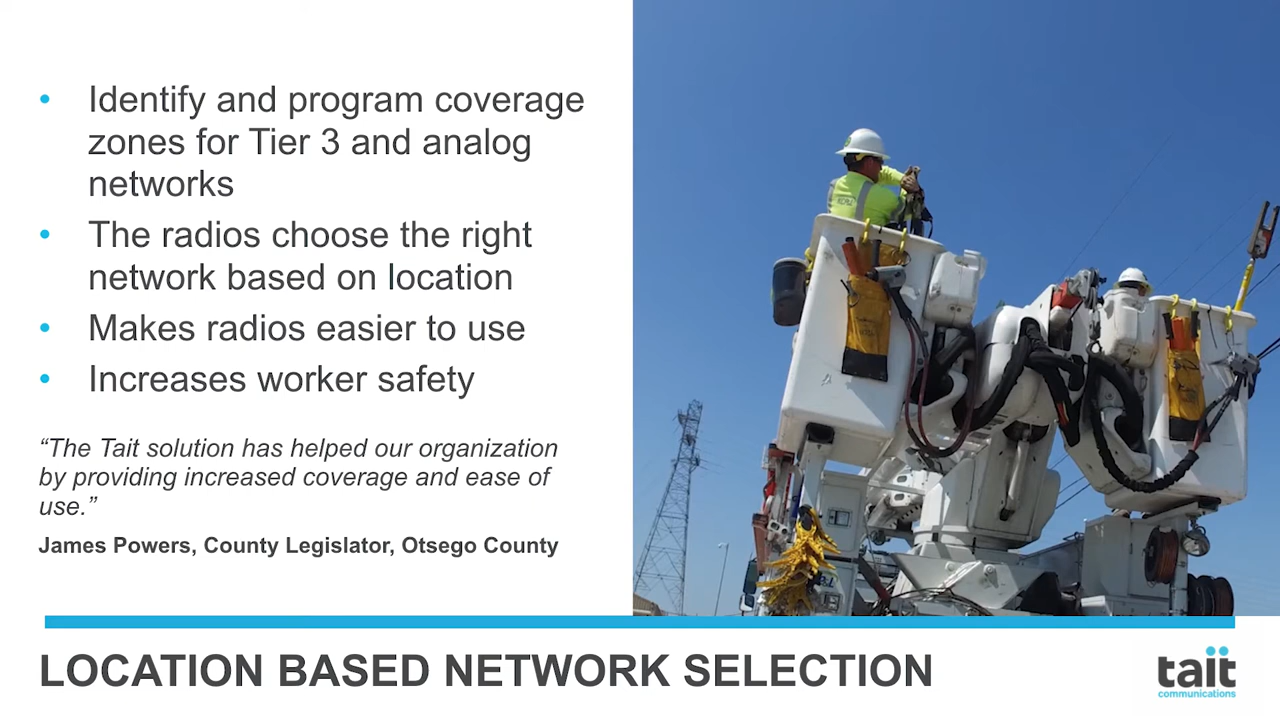 • Identify and program coverage
zones for Tier 3 and analog
networks
• The radios choose the right
network based on location
• Makes radios easier to use
• Increases worker safety
“The Tait solution has helped our organization
by providing increased coverage and ease of
use.”
James Powers, County Legislator, Otsego County
LOCATION BASED NETWORK SELECTION
tait
communications